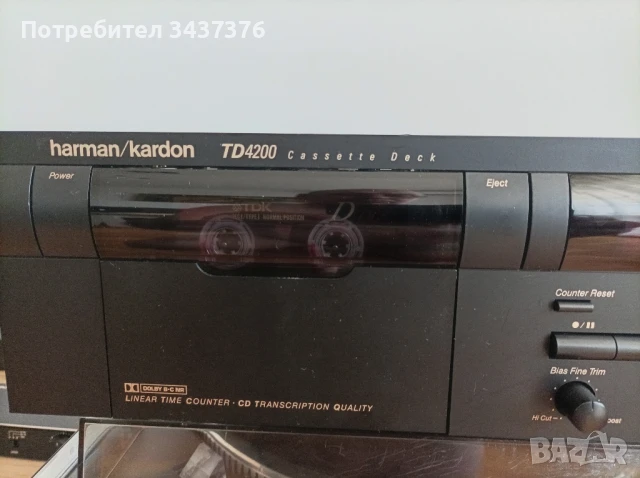 Потребител 3437376
harman/kardon TD4200 Cassette Deck
Power
Eject
TDK
D
Counter Reset
Bias Fine Trim
Hi Cut
DOLBY B-C NR
LINEAR TIME COUNTER · CD TRANSCRIPTION QUALITY
BAZAR